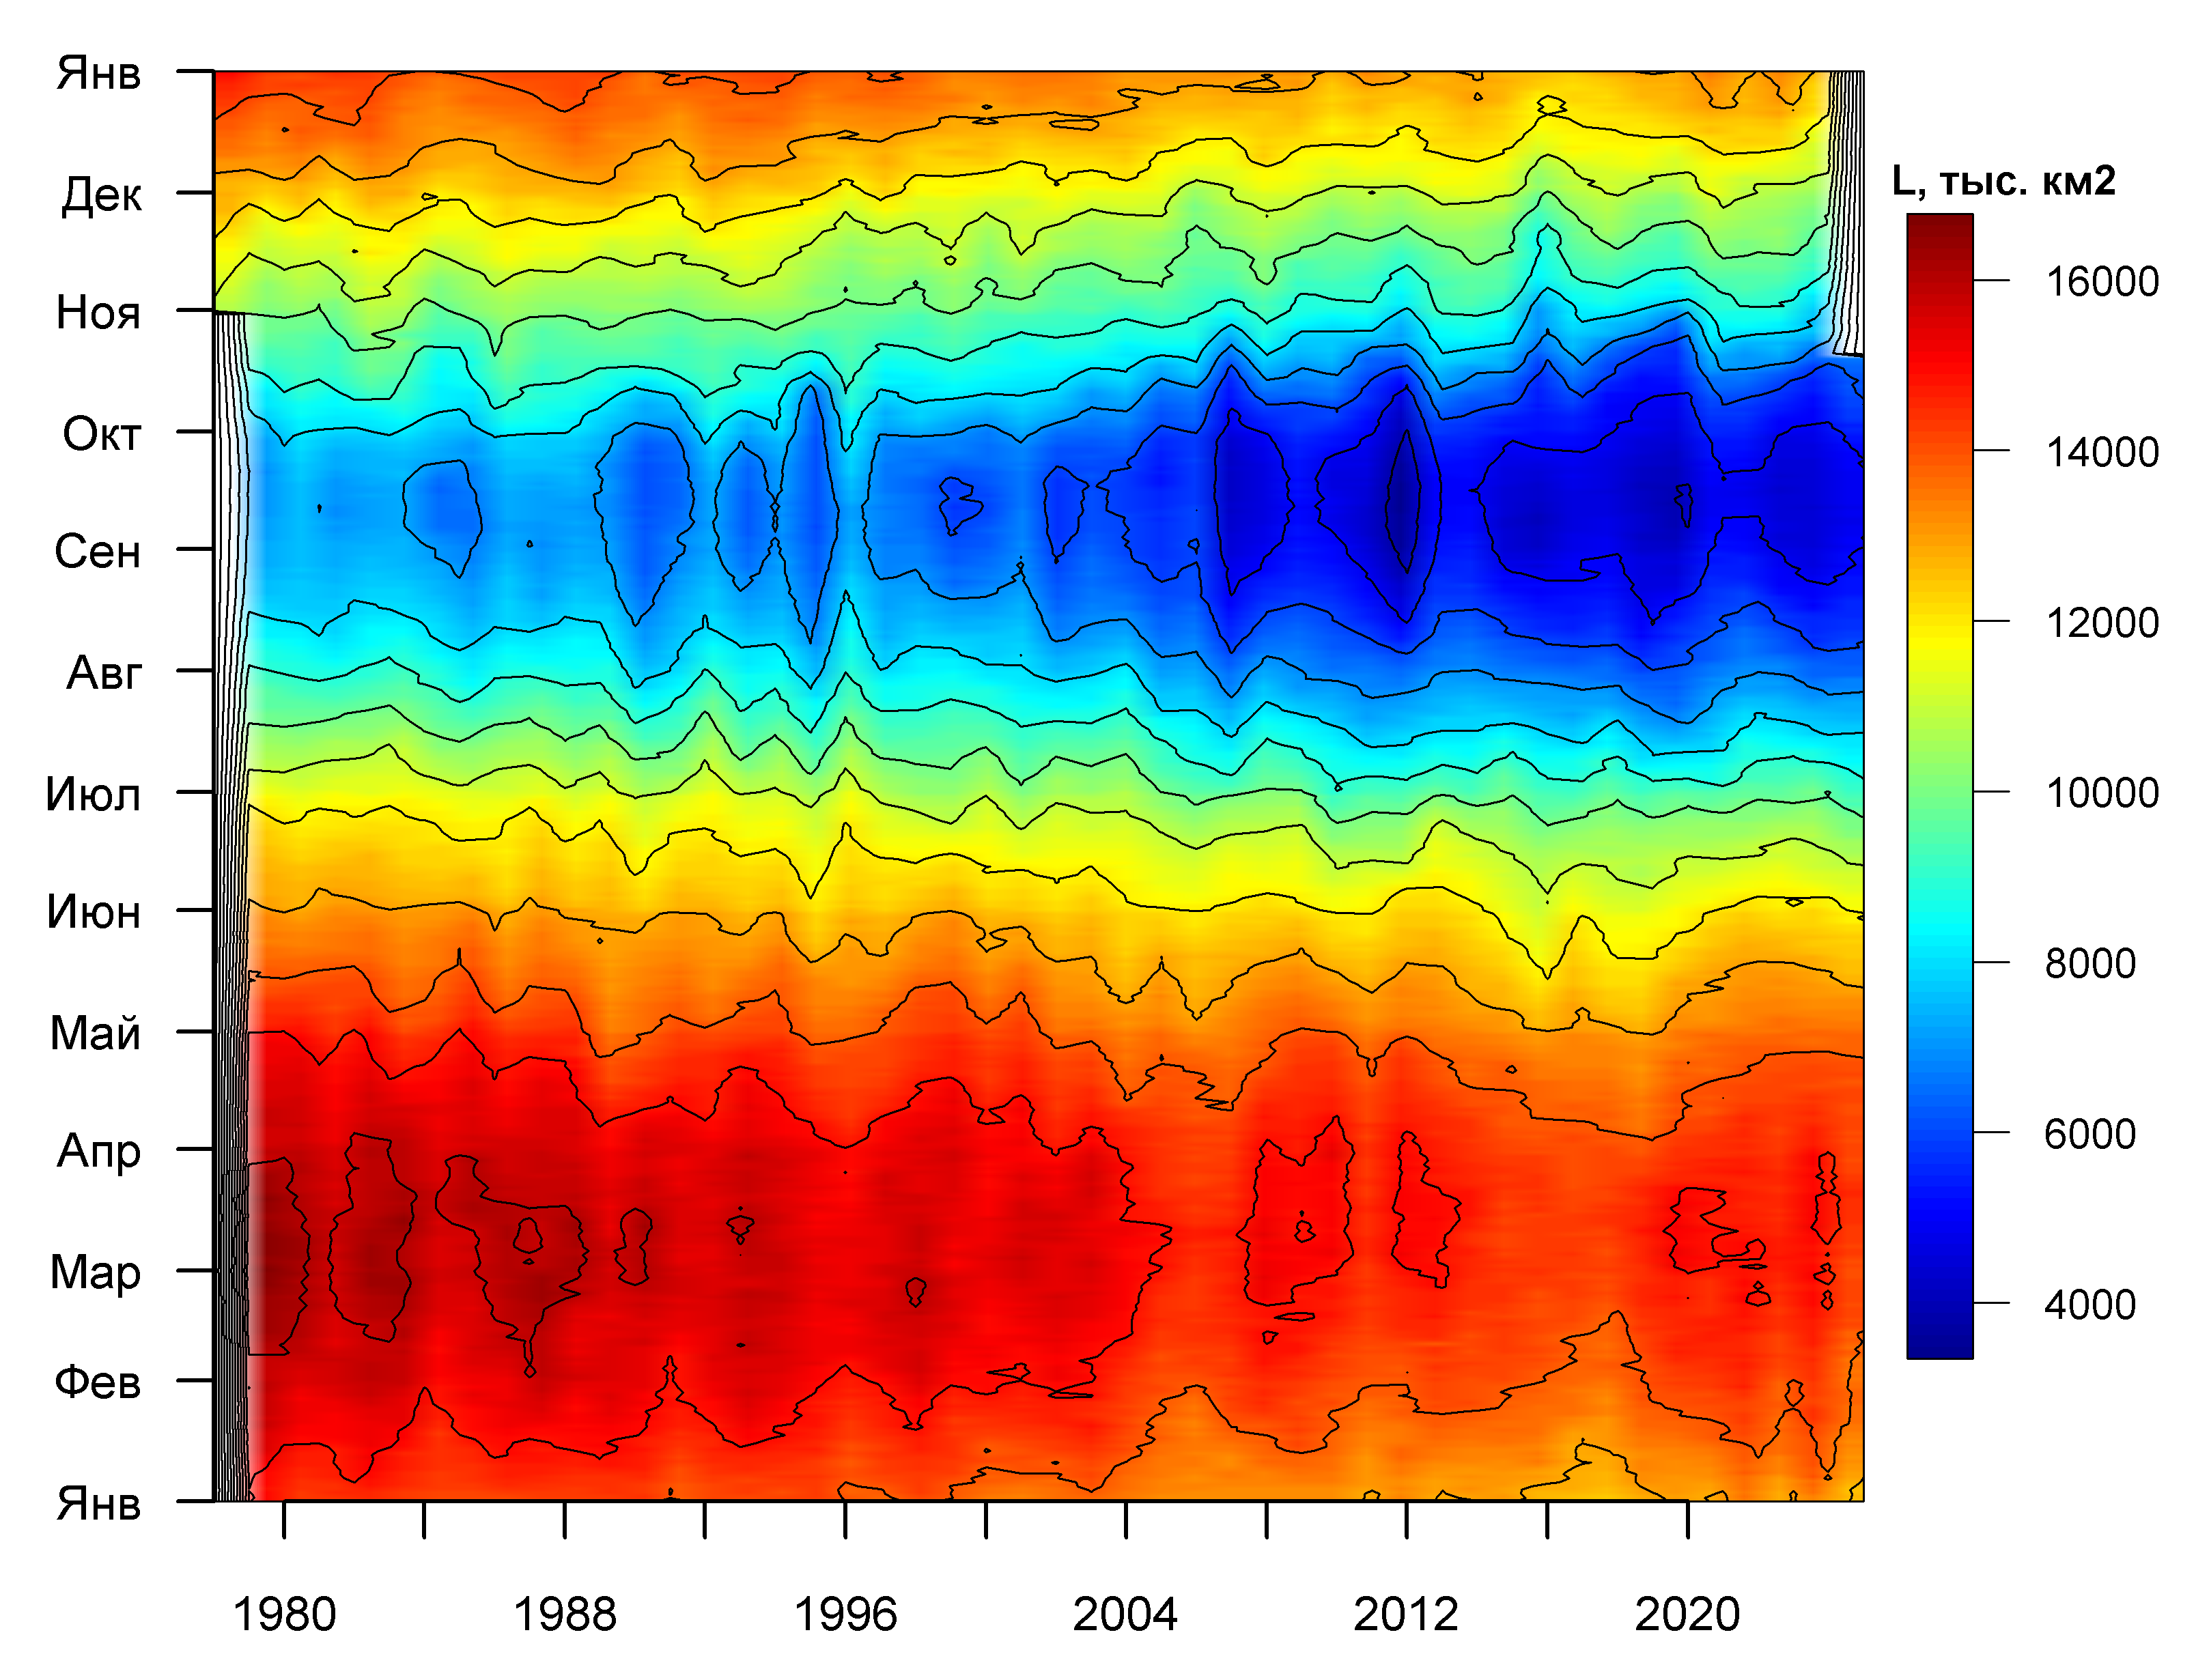 Янв
Дек
Ноя
Окт
Сен
Авг
Июл
Июн
Май
Апр
Мар
Фев
Янв
1980 1988 1996 2004 2012 2020
L, тыс. км2
16000
14000
12000
10000
8000
6000
4000